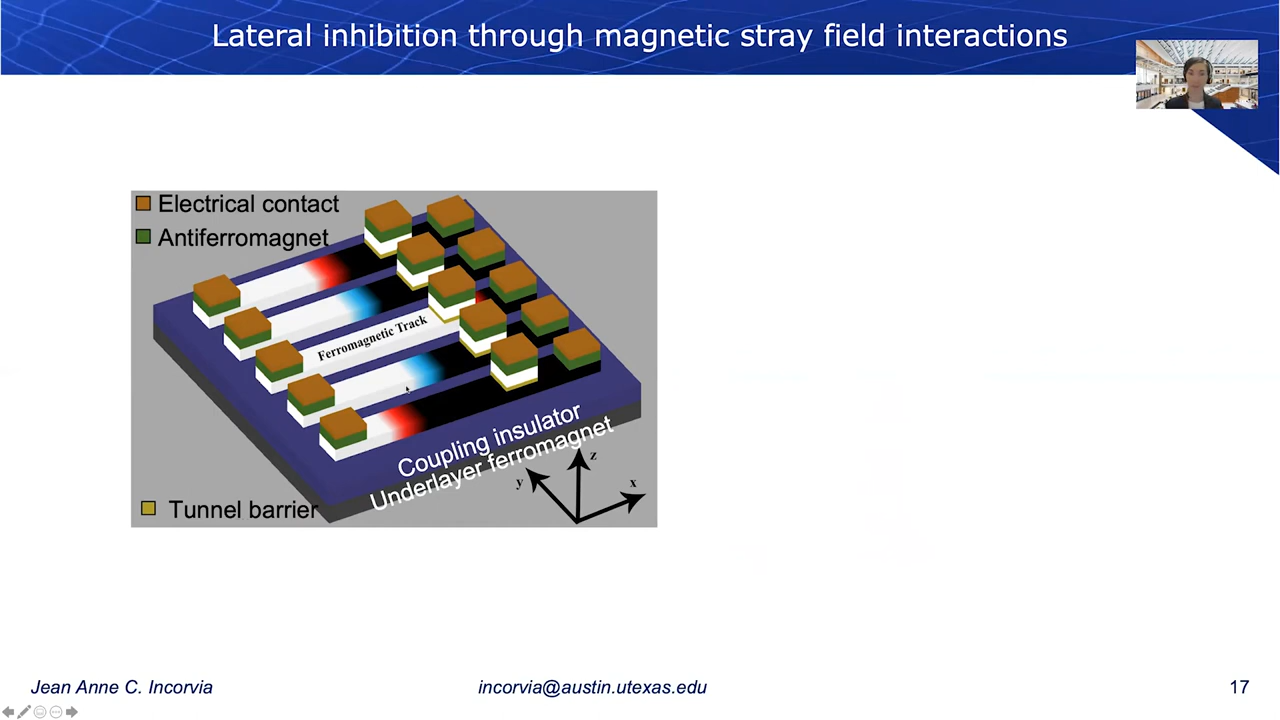 Lateral inhibition through magnetic stray field interactions
Electrical contact
Antiferromagnet
Ferromagnetic Track
Coupling insulator
Underlayer ferromagnet
Tunnel barrier
z
y
x
Jean Anne C. Incorvia
incorvia@austin.utexas.edu
17